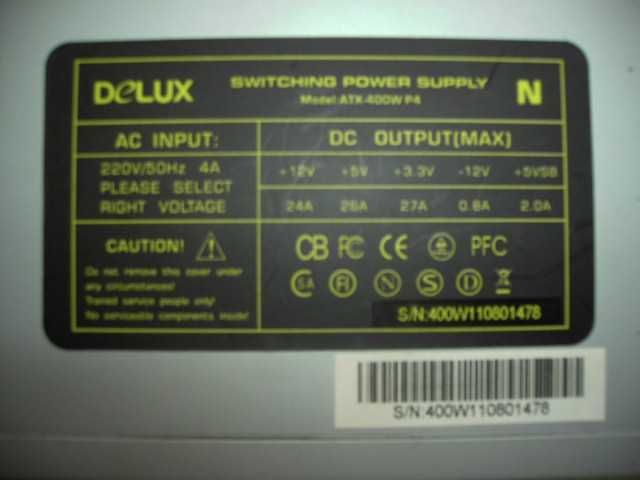 DELUX
SWITCHING POWER SUPPLY
Model:ATX-400W P4
N
AC INPUT:
DC OUTPUT(MAX)
220V/50Hz 4A
PLEASE SELECT
RIGHT VOLTAGE
+12V +5V +3.3V -12V +5VSB
24A 26A 27A 0.8A 2.0A
CAUTION!
Do not remove this cover under
any circumstances!
Trained service people only!
No serviceable components inside!
CB FC CE PFC
SA FI N S D
S/N:400W110801478
S/N:400W110801478